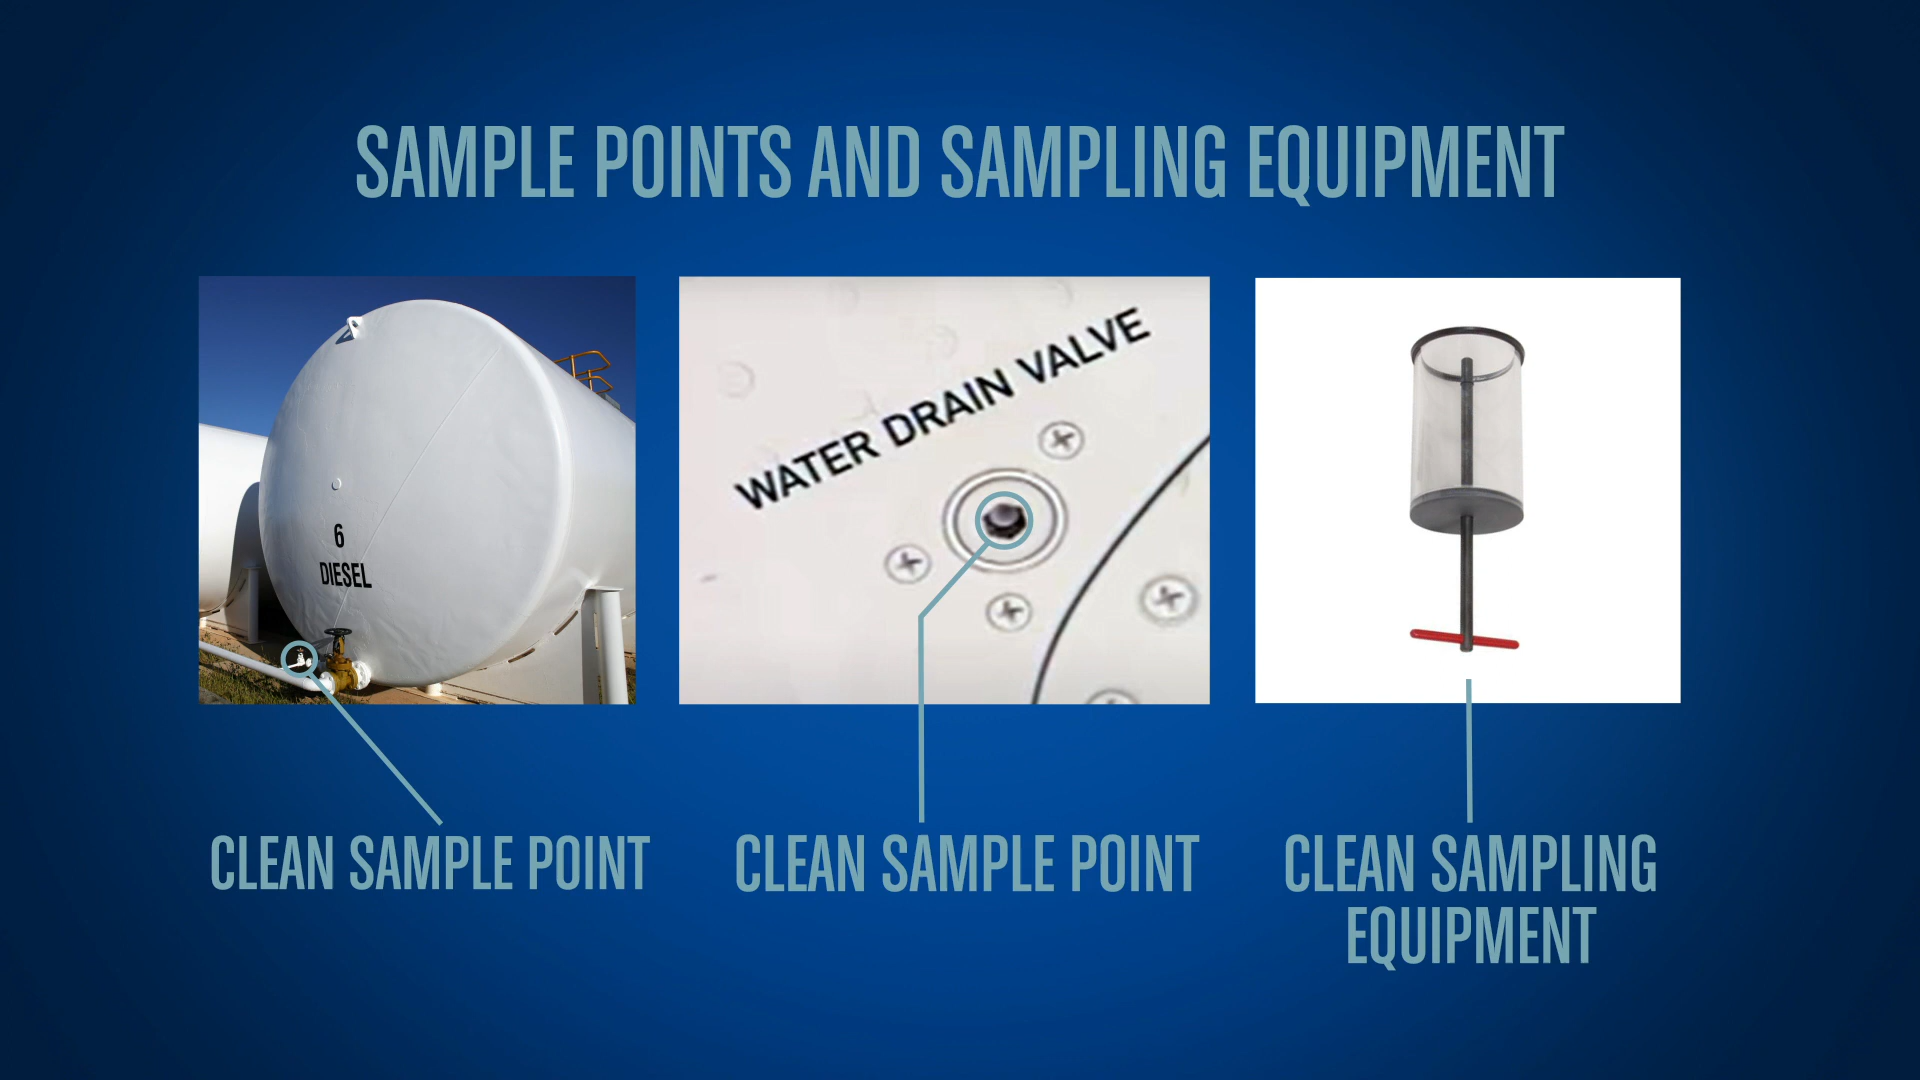 SAMPLE POINTS AND SAMPLING EQUIPMENT
6
DIESEL
WATER DRAIN VALVE
CLEAN SAMPLE POINT
CLEAN SAMPLE POINT
CLEAN SAMPLING
EQUIPMENT